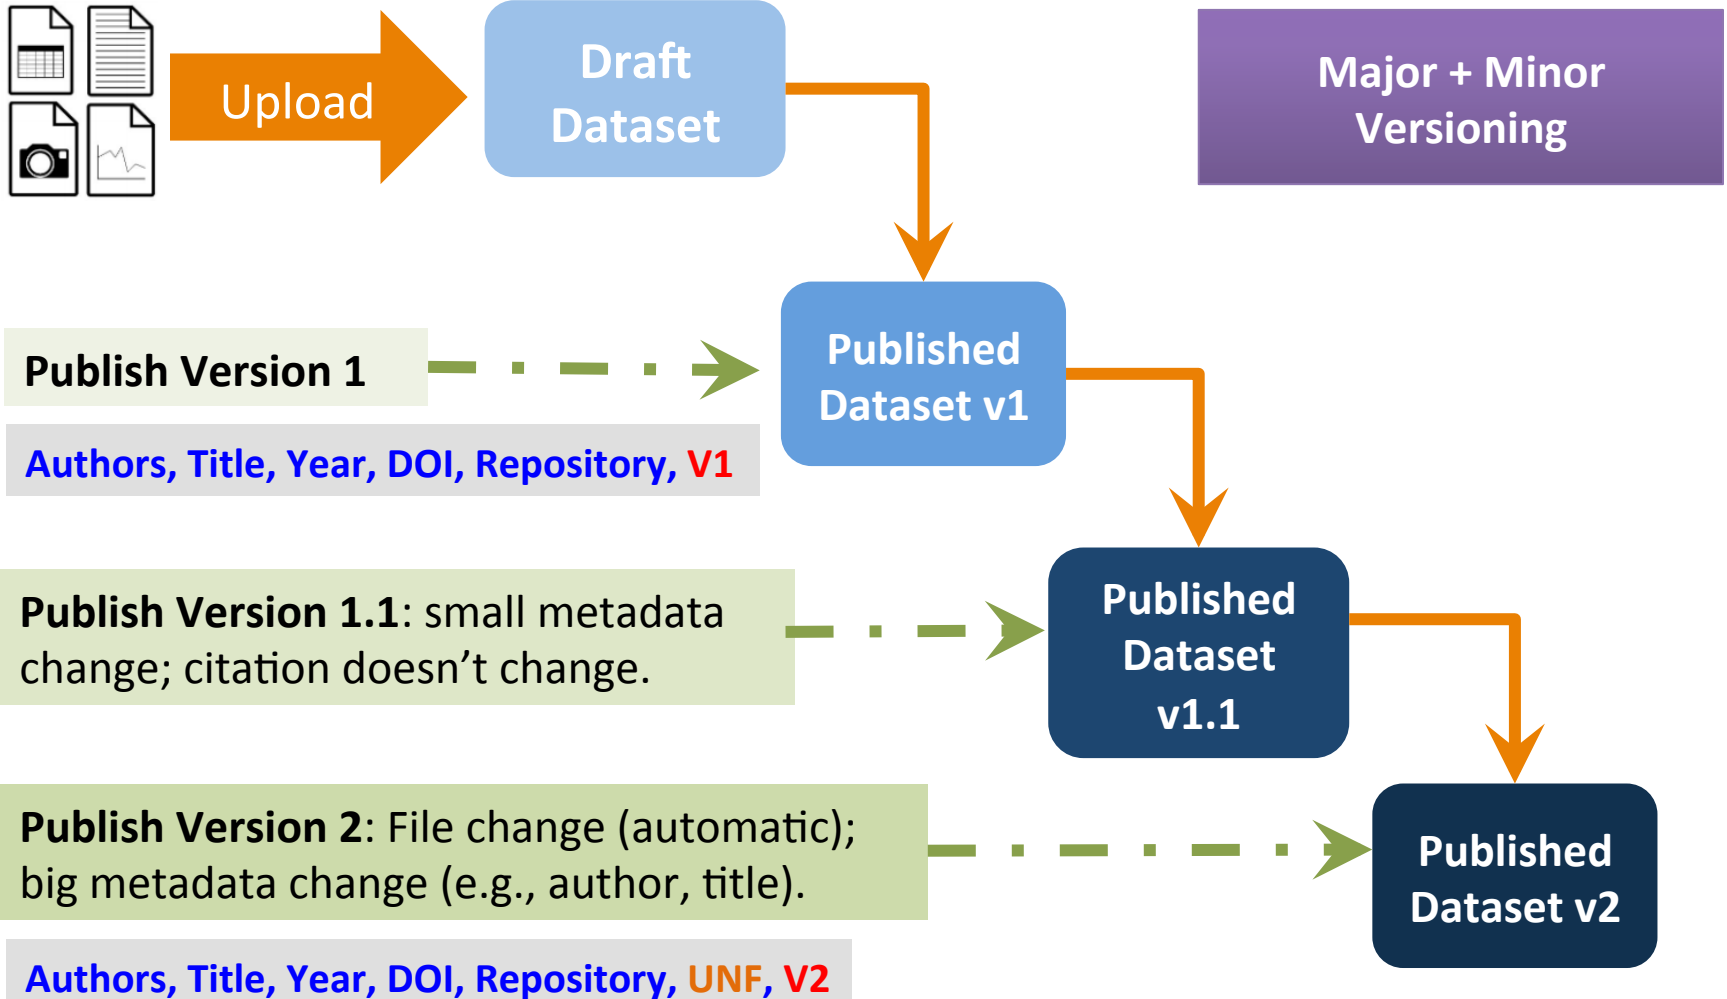 Upload
Draft
Dataset
Major + Minor
Versioning
Publish Version 1
Published
Dataset v1
Authors, Title, Year, DOI, Repository, V1
Publish Version 1.1: small metadata
change; citation doesn’t change.
Published
Dataset
v1.1
Publish Version 2: File change (automatic);
big metadata change (e.g., author, title).
Published
Dataset v2
Authors, Title, Year, DOI, Repository, UNF, V2